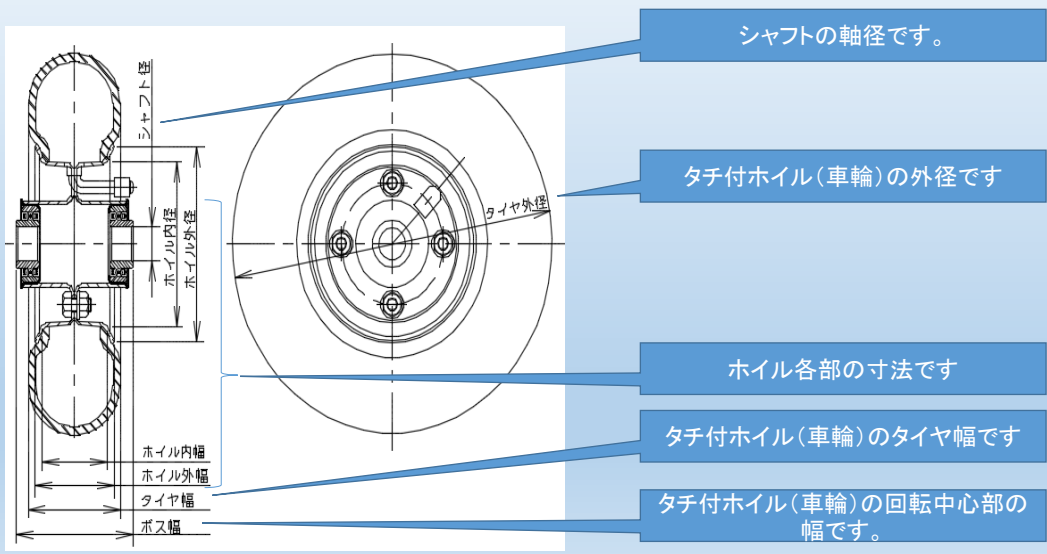 シャフトの軸径です。
シャフト径
タチ付ホイル(車輪)の外径です
タイヤ外径
ホイル内径
ホイル外径
ホイル各部の寸法です
タチ付ホイル(車輪)のタイヤ幅です
ホイル内幅
ホイル外幅
タイヤ幅
ボス幅
タチ付ホイル(車輪)の回転中心部の
幅です。